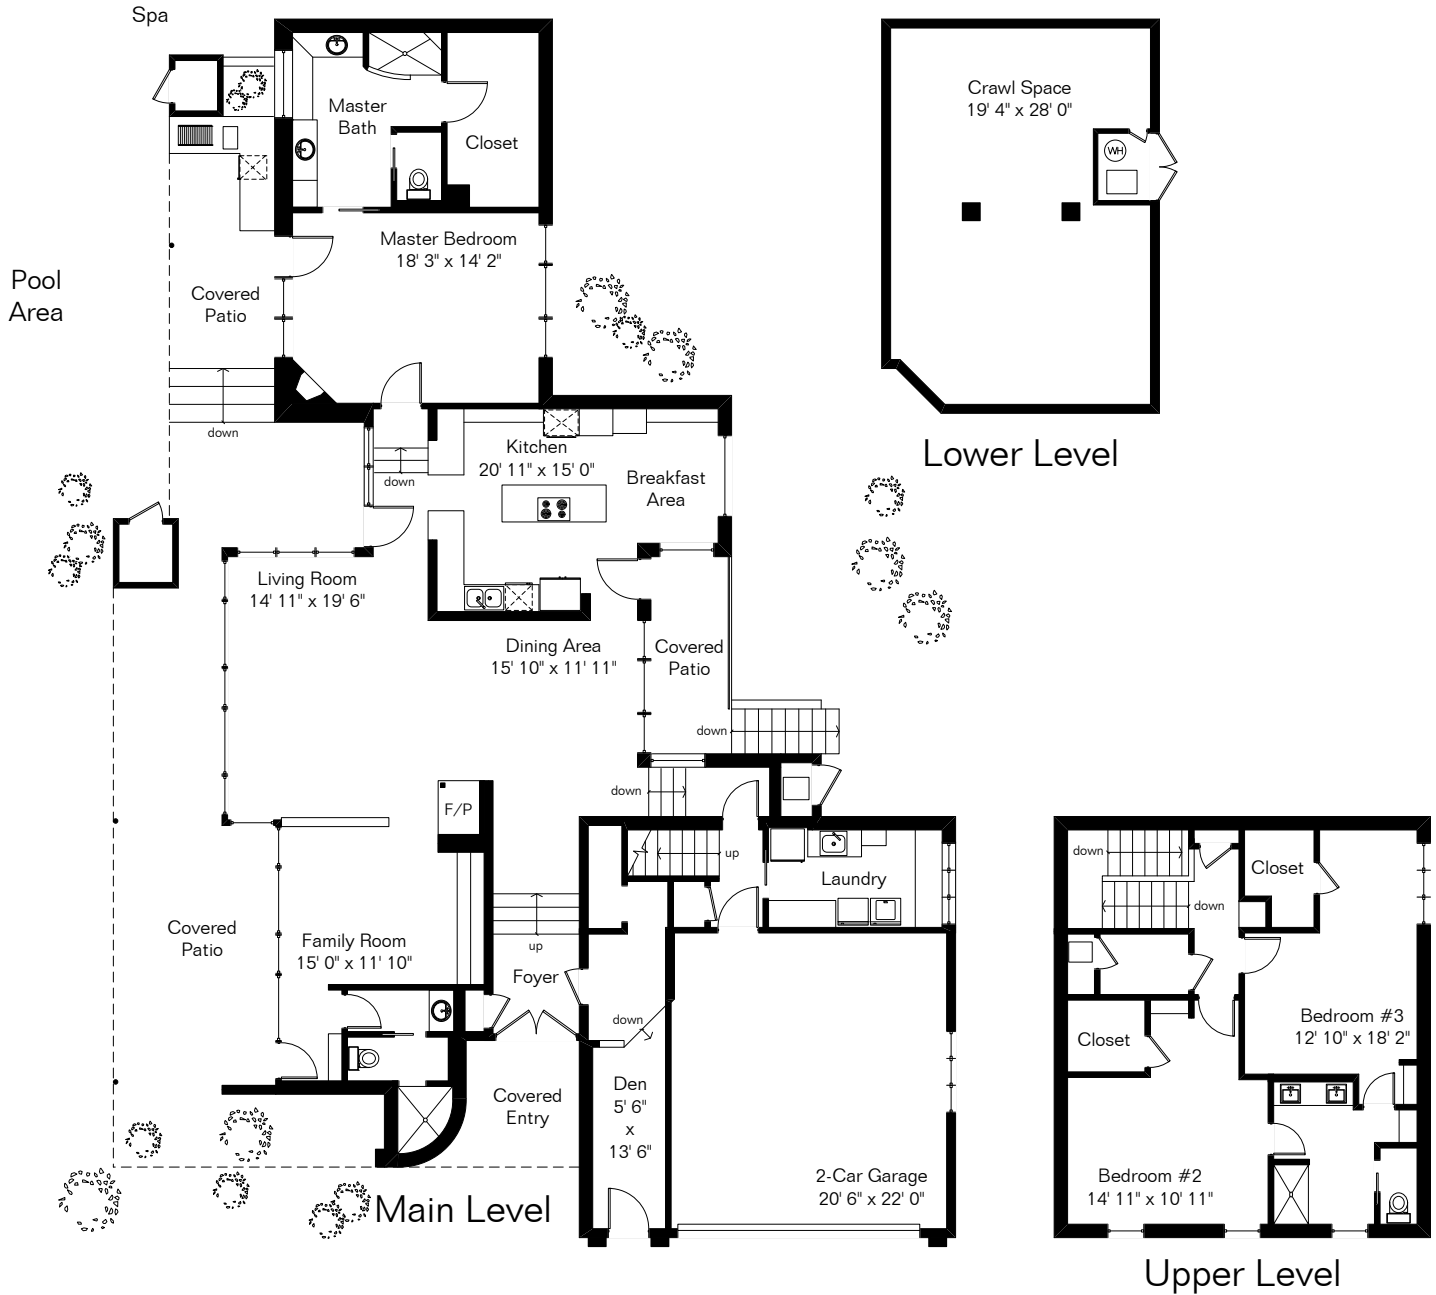 Spa
Master
Bath
Closet
Master Bedroom
18' 3" x 14' 2"
Pool
Area
Covered
Patio
down
Kitchen
20' 11" x 15' 0"
down
Breakfast
Area
Living Room
14' 11" x 19' 6"
Dining Area
15' 10" x 11' 11"
Covered
Patio
down
down
F/P
up
Laundry
Covered
Patio
Family Room
15' 0" x 11' 10"
up
Foyer
down
Covered
Entry
Den
5' 6"
x
13' 6"
2-Car Garage
20' 6" x 22' 0"
Main Level
Crawl Space
19' 4" x 28' 0"
WH
Lower Level
down
Closet
down
Bedroom #3
12' 10" x 18' 2"
Closet
Bedroom #2
14' 11" x 10' 11"
Upper Level